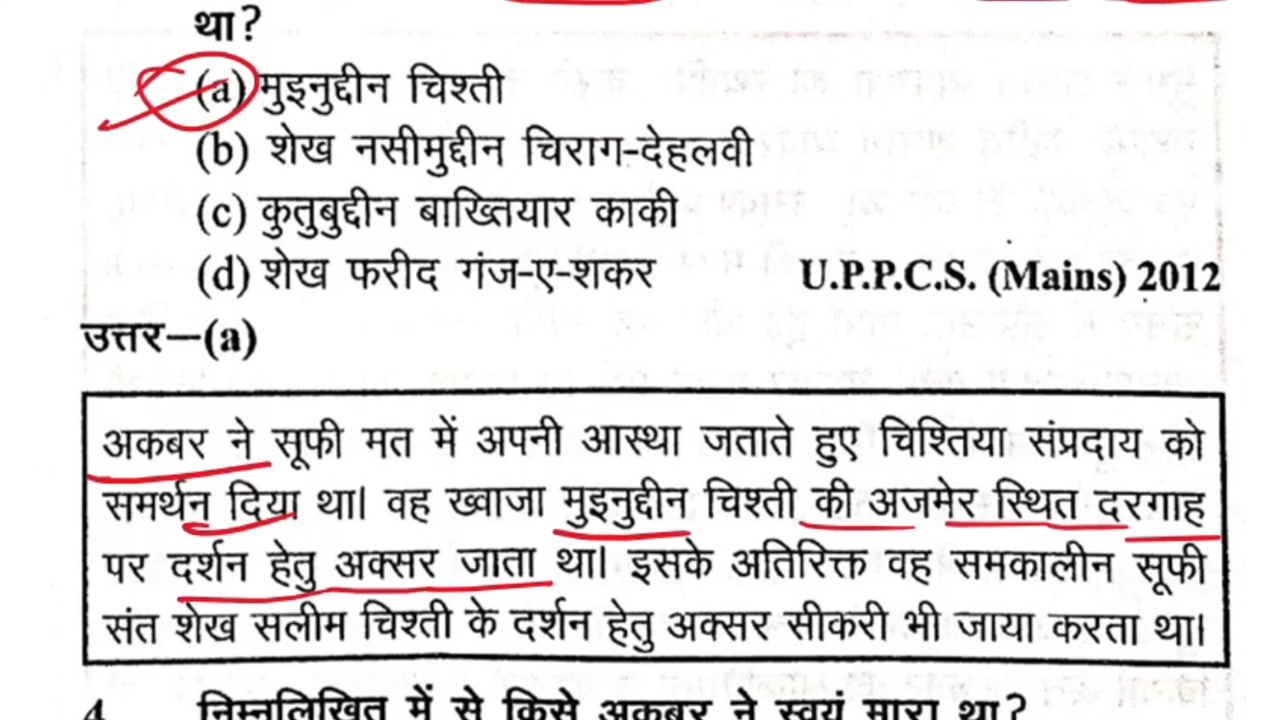 था?
(a) मुइनुद्दीन चिश्ती
(b) शेख नसीमुद्दीन चिराग-देहलवी
(c) कुतुबुद्दीन बाख्तियार काकी
(d) शेख फरीद गंज-ए-शकर U.P.P.C.S. (Mains) 2012
उत्तर—(a)
अकबर ने सूफी मत में अपनी आस्था जताते हुए चिश्तिया संप्रदाय को
समर्थन दिया था। वह ख्वाजा मुइनुद्दीन चिश्ती की अजमेर स्थित दरगाह
पर दर्शन हेतु अक्सर जाता था। इसके अतिरिक्त वह समकालीन सूफी
संत शेख सलीम चिश्ती के दर्शन हेतु अक्सर सीकरी भी जाया करता था।
4. निम्नलिखित में से किसे अकबर ने स्वयं मारा था?